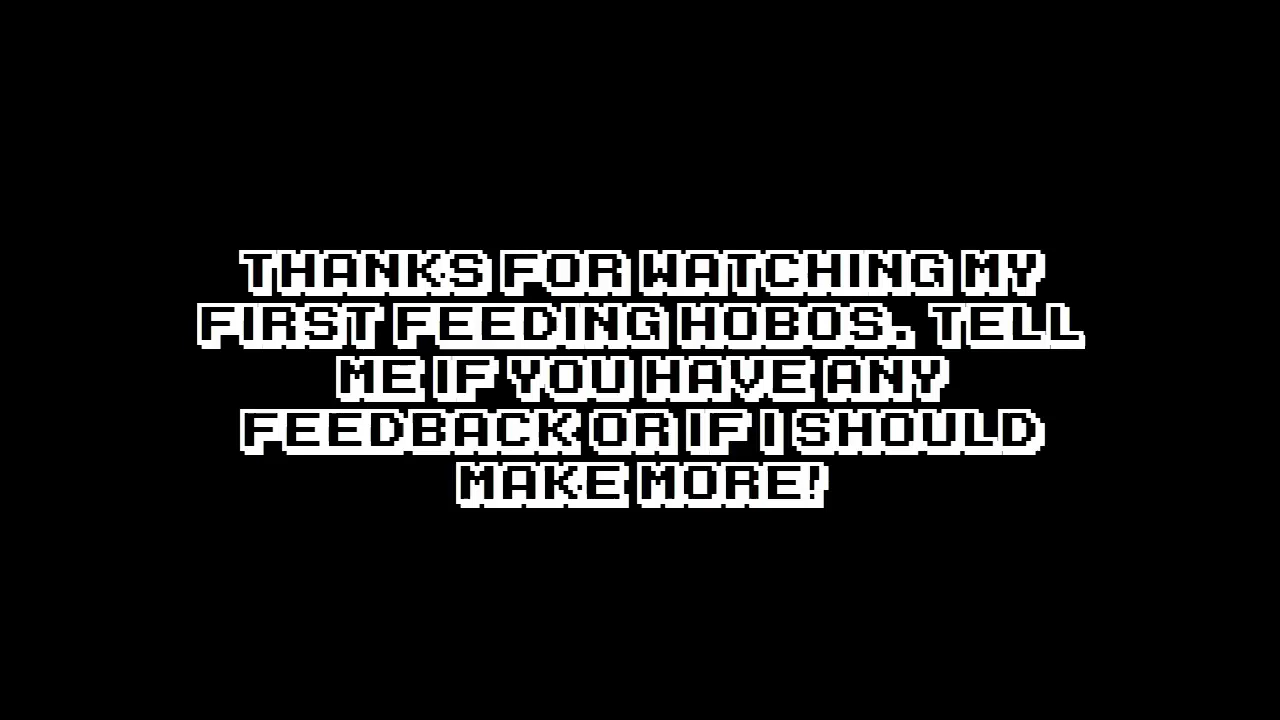 THANKS FOR WATCHING MY
FIRST FEEDING HOBOS. TELL
ME IF YOU HAVE ANY
FEEDBACK OR IF I SHOULD
MAKE MORE!